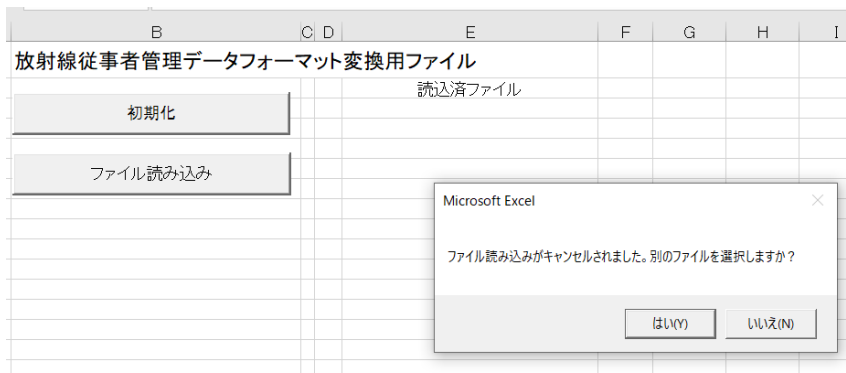 B C D E F G H I
放射線従事者管理データフォーマット変換用ファイル
読込済ファイル
初期化
ファイル読み込み
Microsoft Excel
ファイル読み込みがキャンセルされました。別のファイルを選択しますか？
はい(Y) いいえ(N)